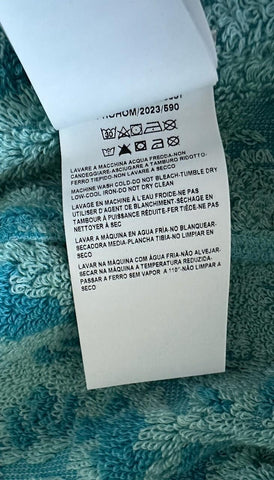 HOM/2023/590
LAVARE A MACCHINA ACQUA FREDDA-NON
CANDEGGIARE-ASCIUGARE A TAMBURO RIDOTTO-
FERRO TIEPIDO-NON LAVARE A SECCO
MACHINE WASH COLD-DO NOT BLEACH-TUMBLE DRY
LOW-COOL IRON-DO NOT DRY CLEAN
LAVAGE EN MACHINE À L'EAU FROIDE-NE PAS
UTILISER D'AGENT DE BLANCHIMENT-SÉCHAGE EN
TAMBOUR À PUISSANCE RÉDUITE-FER TIÈDE-NE PAS
NETTOYER À SEC
LAVAR A MÁQUINA EN AGUA FRIA-NO BLANQUEAR-
SECADORA MEDIA-PLANCHA TIBIA-NO LIMPIAR EN
SECO
LAVAR NA MÁQUINA COM ÁGUA FRIA-NÃO ALVEJAR-
SECAR NA MÁQUINA A TEMPERATURA REDUZIDA-
PASSAR A FERRO SEM VAPOR A 110°-NÃO LIMPAR A
SECO